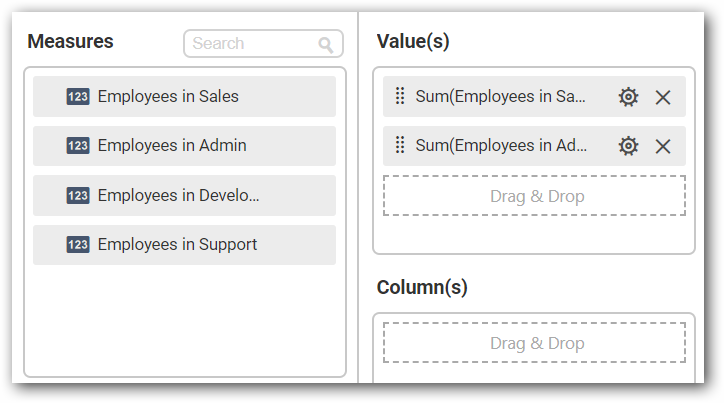 Measures
Search
123 Employees in Sales
123 Employees in Admin
123 Employees in Develo...
123 Employees in Support
Value(s)
Sum(Employees in Sa...
Sum(Employees in Ad...
Drag & Drop
Column(s)
Drag & Drop